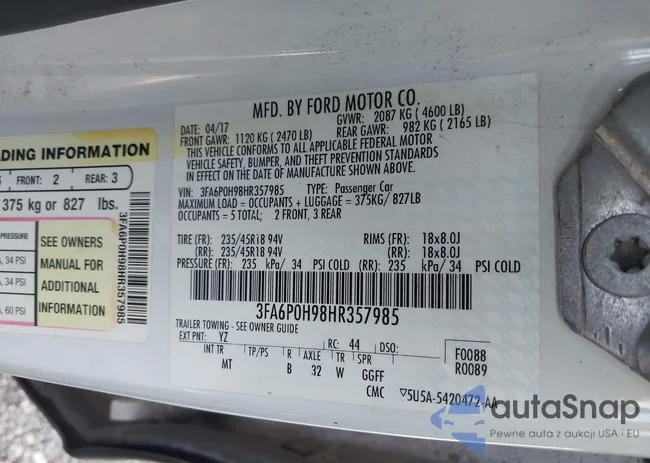 MFD. BY FORD MOTOR CO.
DATE: 04/17 GVWR: 2087 KG ( 4600 LB)
FRONT GAWR: 1120 KG ( 2470 LB) REAR GAWR: 982 KG ( 2165 LB)
THIS VEHICLE CONFORMS TO ALL APPLICABLE FEDERAL MOTOR
VEHICLE SAFETY, BUMPER, AND THEFT PREVENTION STANDARDS
IN EFFECT ON THE DATE OF MANUFACTURE SHOWN ABOVE.
VIN: 3FA6P0H98HR357985 TYPE: Passenger Car
MAXIMUM LOAD = OCCUPANTS + LUGGAGE = 375KG/ 827LB
OCCUPANTS = 5 TOTAL; 2 FRONT, 3 REAR
TIRE (FR): 235/45R18 94V RIMS (FR): 18x8.0J
(RR): 235/45R18 94V (RR): 18x8.0J
PRESSURE (FR): 235 kPa/ 34 PSI COLD (RR): 235 kPa/ 34 PSI COLD
3FA6P0H98HR357985
TRAILER TOWING - SEE OWNER GUIDE
EXT PNT: YZ RC: 44 DSO:
INT TR TP/PS R AXLE TR SPR
MT B 32 W GGFF
F0088
R0089
CMC ▽5U5A-5420472-AA
DING INFORMATION
FRONT: 2 REAR: 3
375 kg or 827 lbs.
PRESSURE
34 PSI
34 PSI
60 PSI
SEE OWNERS
MANUAL FOR
ADDITIONAL
INFORMATION
3FA6P0H98HR357985
autoSnap
Pewne auta z aukcji USA i EU